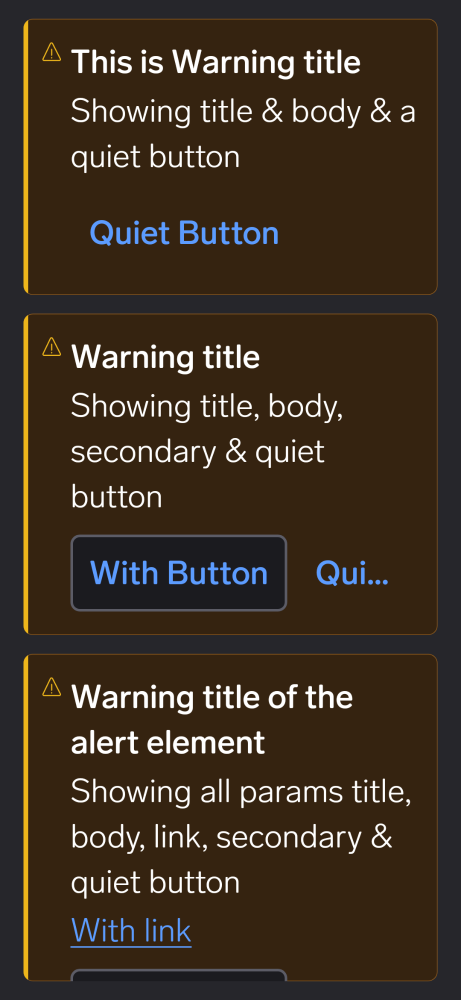 This is Warning title
Showing title & body & a
quiet button
Quiet Button
Warning title
Showing title, body,
secondary & quiet
button
With Button Qui...
Warning title of the
alert element
Showing all params title,
body, link, secondary &
quiet button
With link